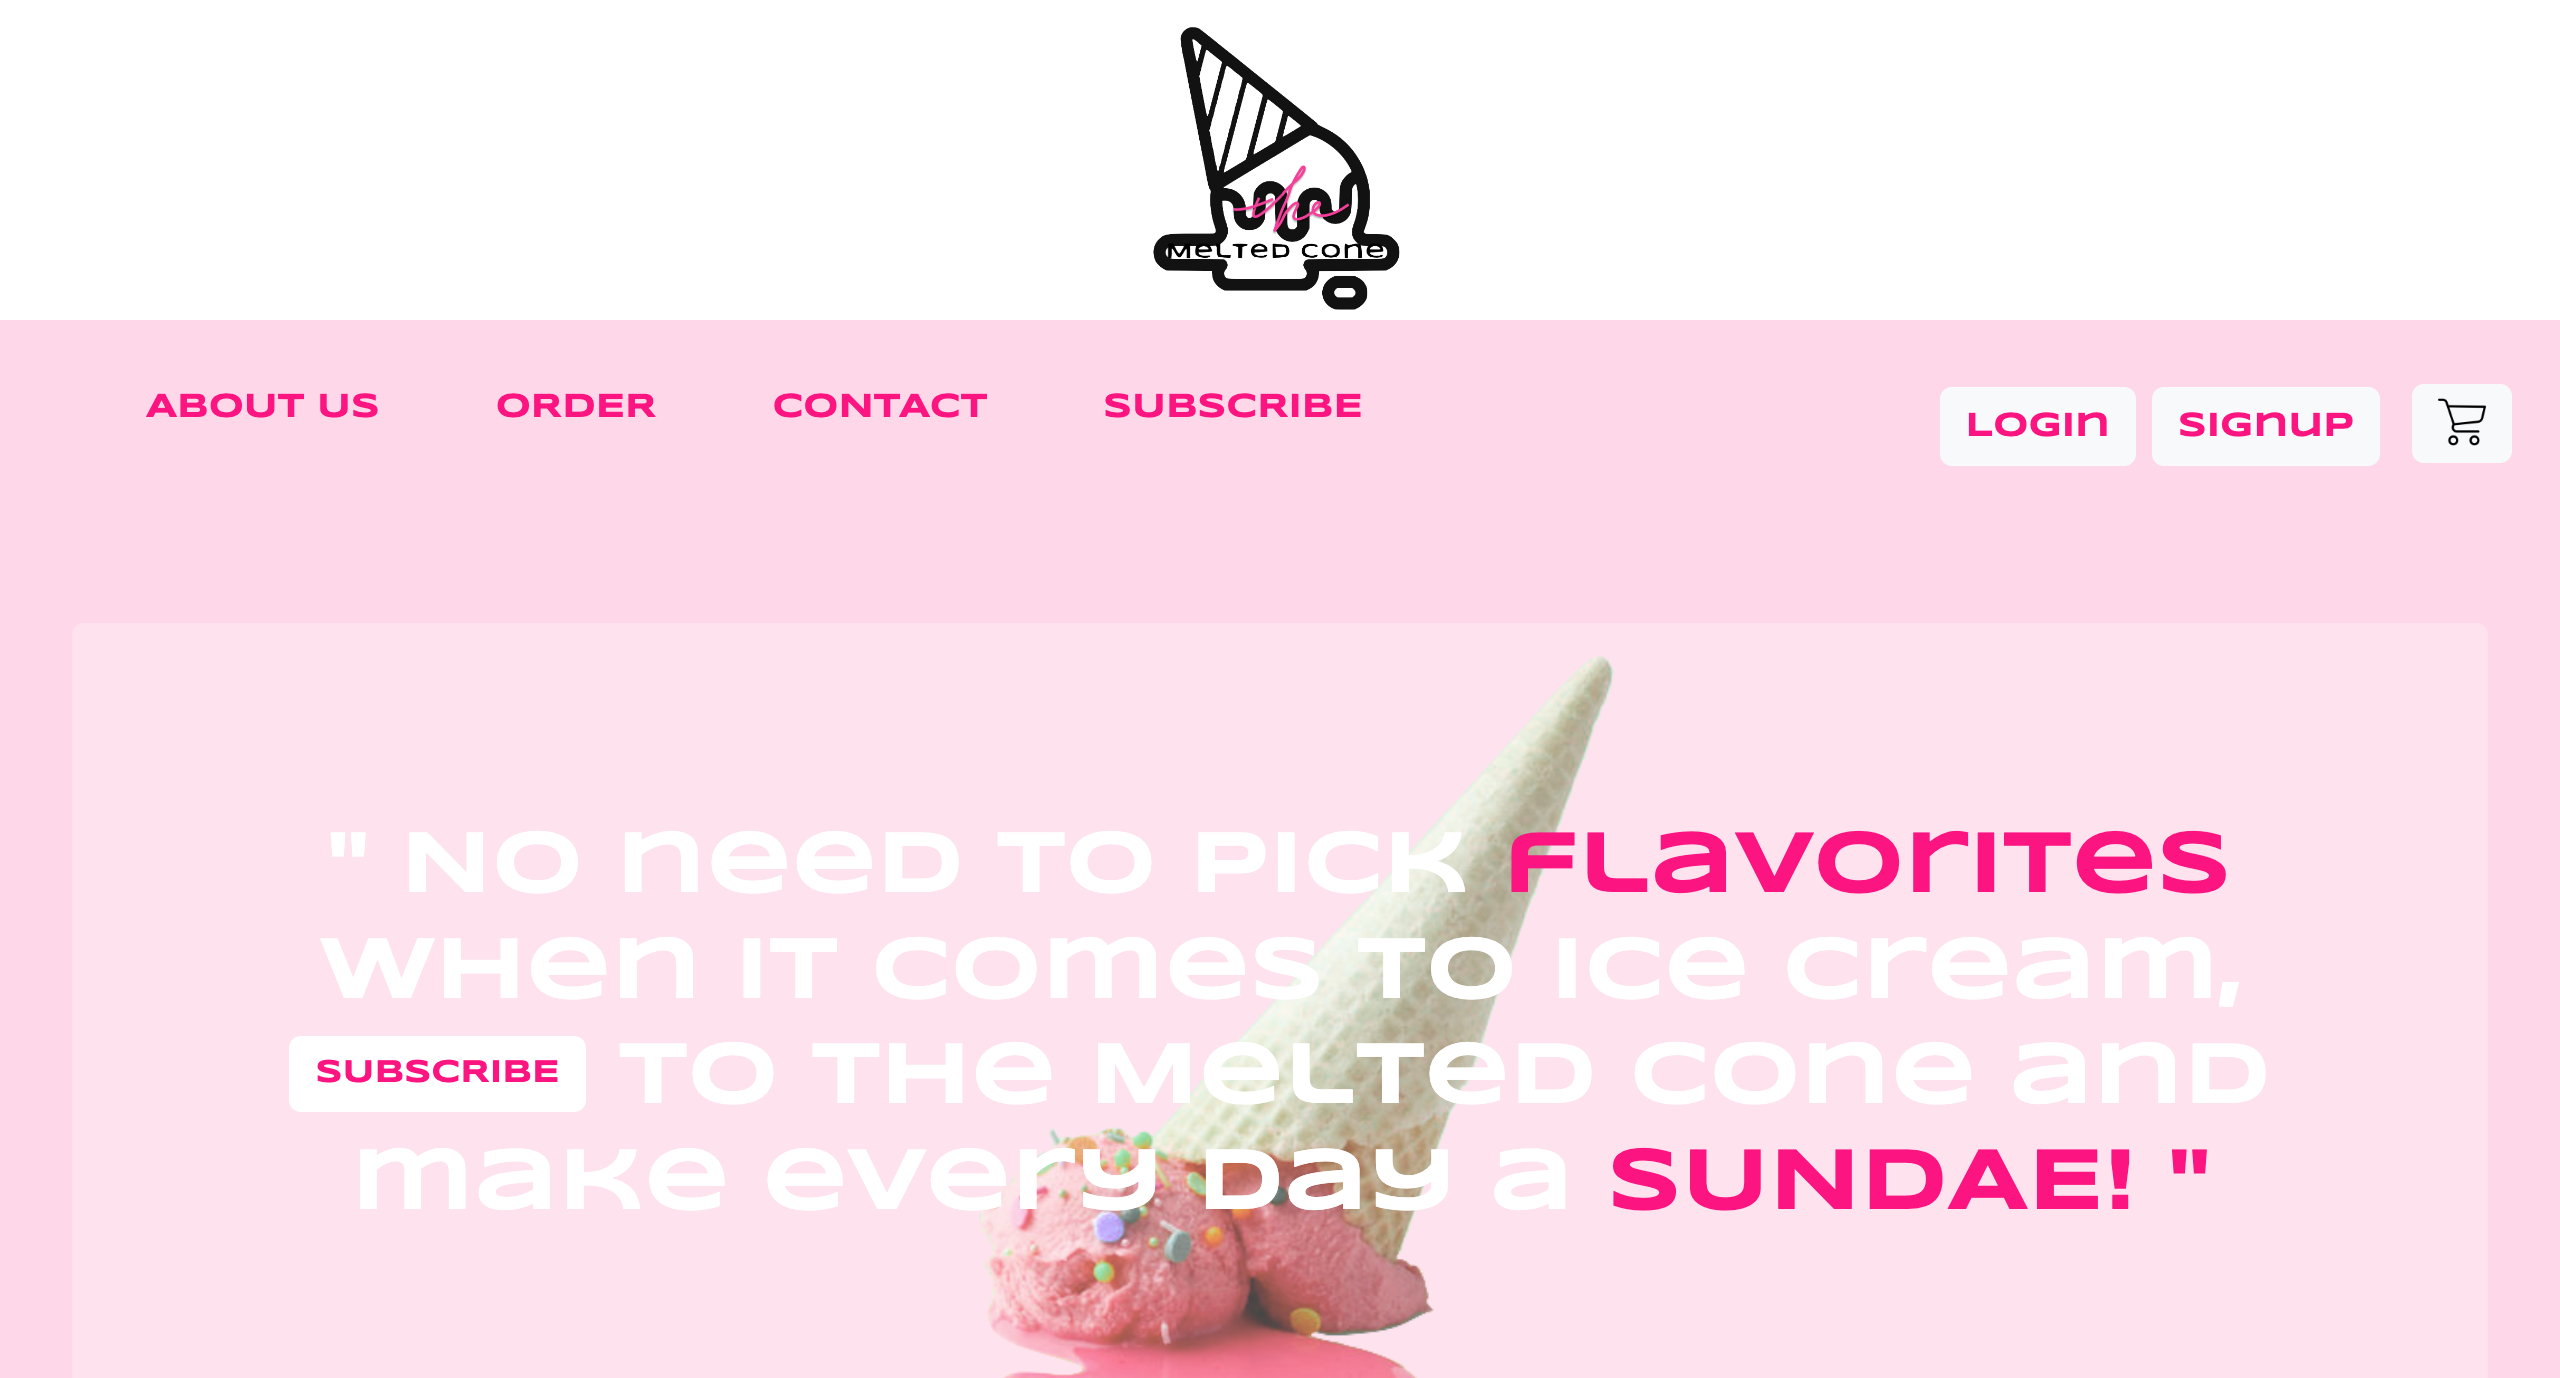 the
MeLTeD cone
ABOUT US ORDER CONTACT SUBSCRIBE LOGIn SIGnUP
" NO neeD TO PICK FLavorITes
WHen IT comes TO Ice cream,
SUBSCRIBE TO THe MeLTeD cone anD
make every Day a SUNDAE! "